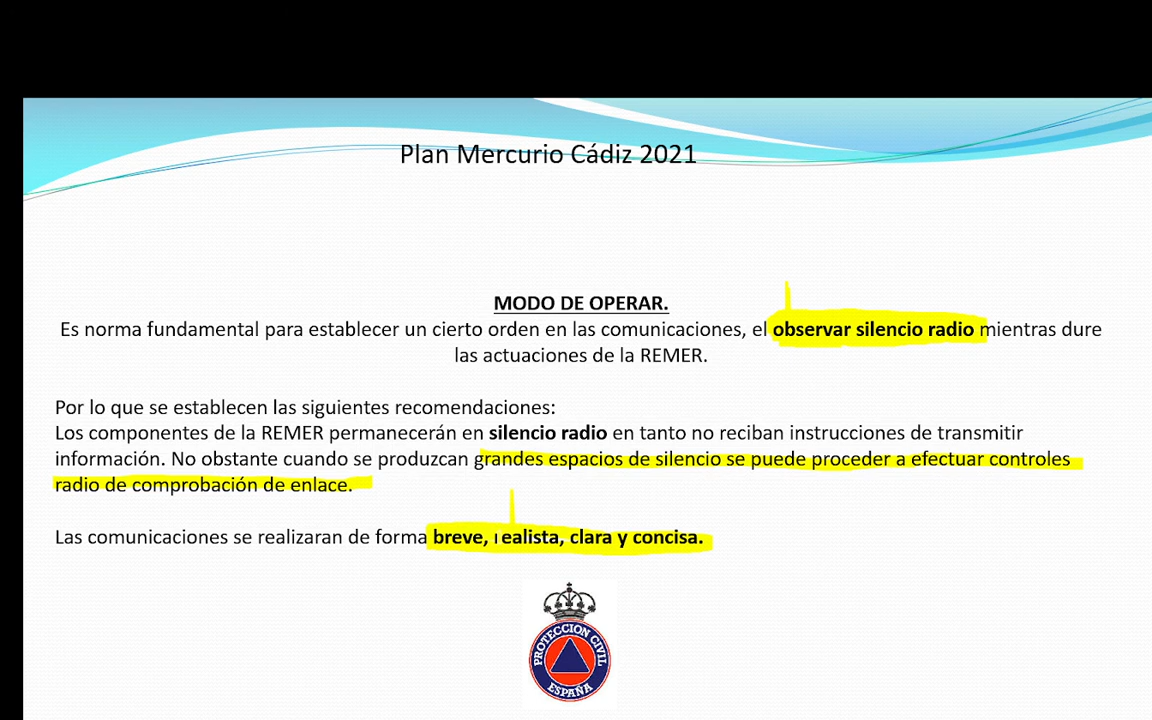 Plan Mercurio Cádiz 2021
MODO DE OPERAR.
Es norma fundamental para establecer un cierto orden en las comunicaciones, el observar silencio radio mientras dure
las actuaciones de la REMER.
Por lo que se establecen las siguientes recomendaciones:
Los componentes de la REMER permanecerán en silencio radio en tanto no reciban instrucciones de transmitir
información. No obstante cuando se produzcan grandes espacios de silencio se puede proceder a efectuar controles
radio de comprobación de enlace.
Las comunicaciones se realizaran de forma breve, realista, clara y concisa.
PROTECCION CIVIL
ESPAÑA